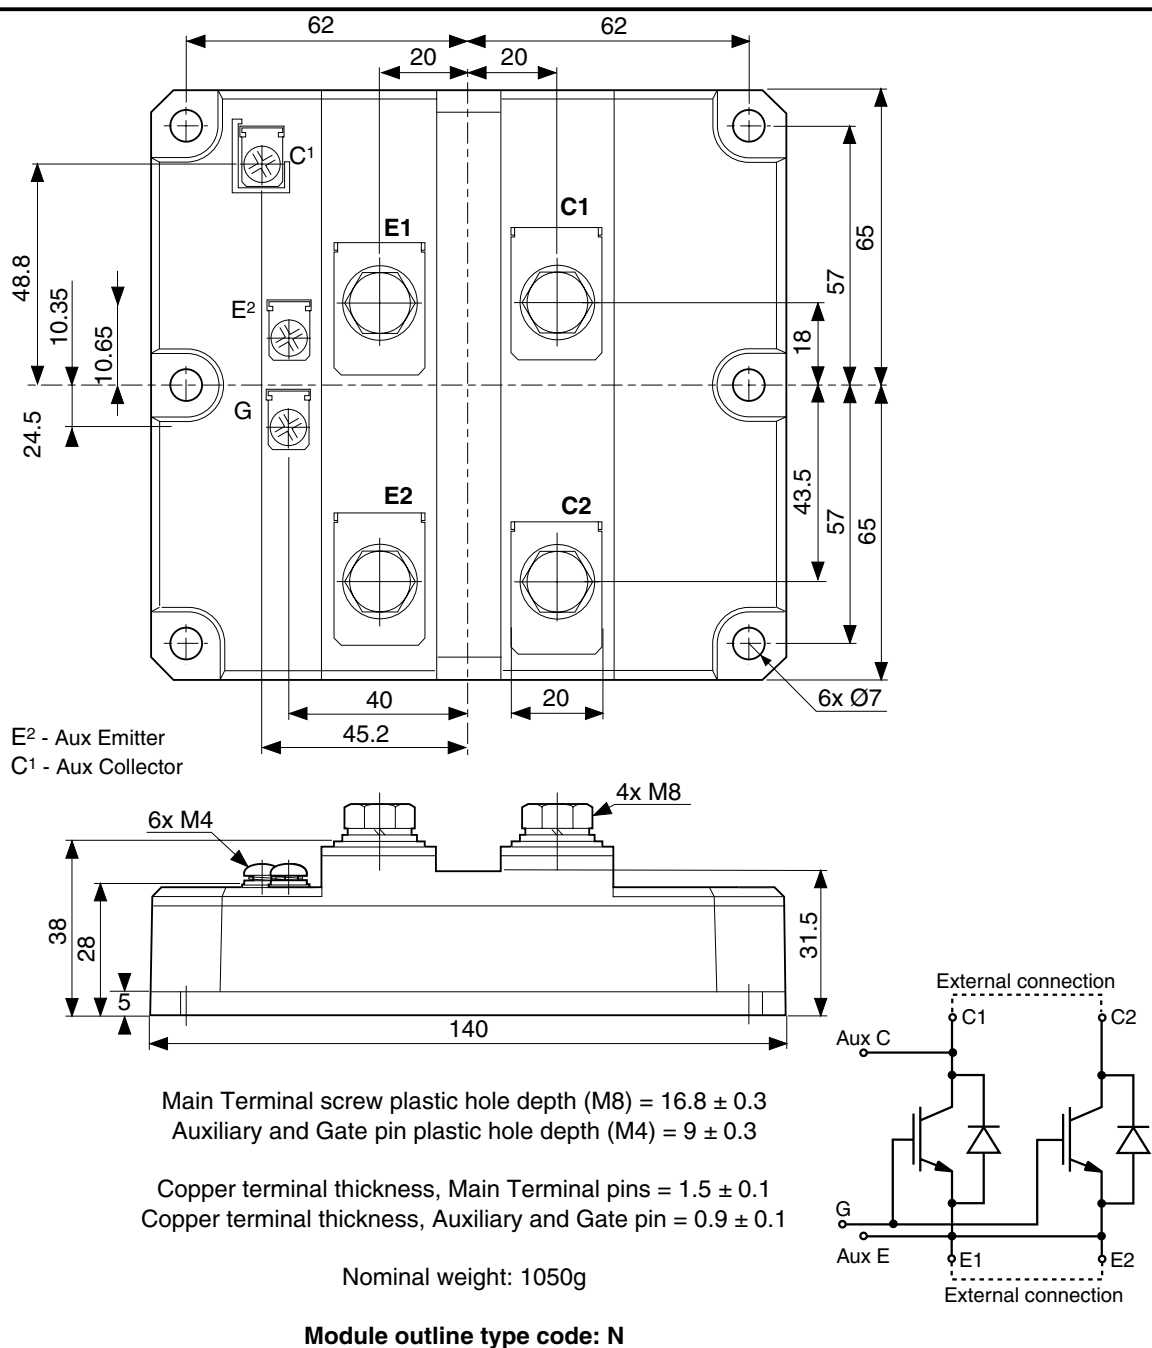 62
62
20
20
C1
C1
E1
E2
G
E2
C2
48.8
10.35
10.65
24.5
65
57
18
43.5
57
65
40
20
45.2
6x Ø7
E2 - Aux Emitter
C1 - Aux Collector
6x M4
4x M8
38
28
5
31.5
140
Main Terminal screw plastic hole depth (M8) = 16.8 ± 0.3
Auxiliary and Gate pin plastic hole depth (M4) = 9 ± 0.3
Copper terminal thickness, Main Terminal pins = 1.5 ± 0.1
Copper terminal thickness, Auxiliary and Gate pin = 0.9 ± 0.1
Nominal weight: 1050g
Module outline type code: N
External connection
C1
C2
Aux C
G
Aux E
E1
E2
External connection